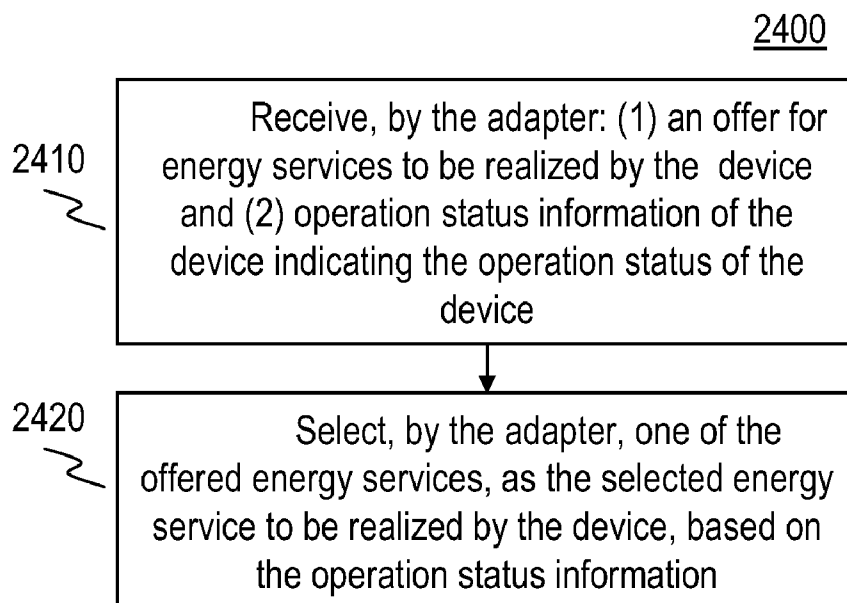 2400
2410
Receive, by the adapter: (1) an offer for
energy services to be realized by the device
and (2) operation status information of the
device indicating the operation status of the
device
2420
Select, by the adapter, one of the
offered energy services, as the selected energy
service to be realized by the device, based on
the operation status information